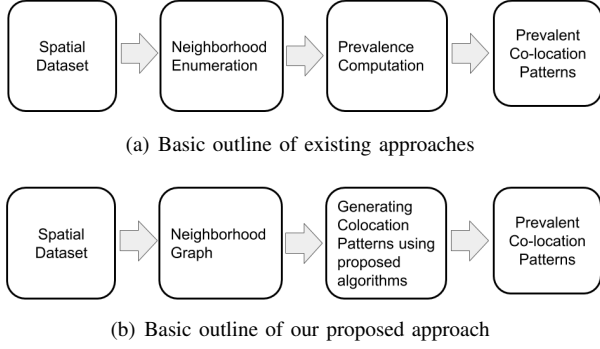 Spatial
Dataset
Neighborhood
Enumeration
Prevalence
Computation
Prevalent
Co-location
Patterns
(a) Basic outline of existing approaches
Spatial
Dataset
Neighborhood
Graph
Generating
Colocation
Patterns using
proposed
algorithms
Prevalent
Co-location
Patterns
(b) Basic outline of our proposed approach